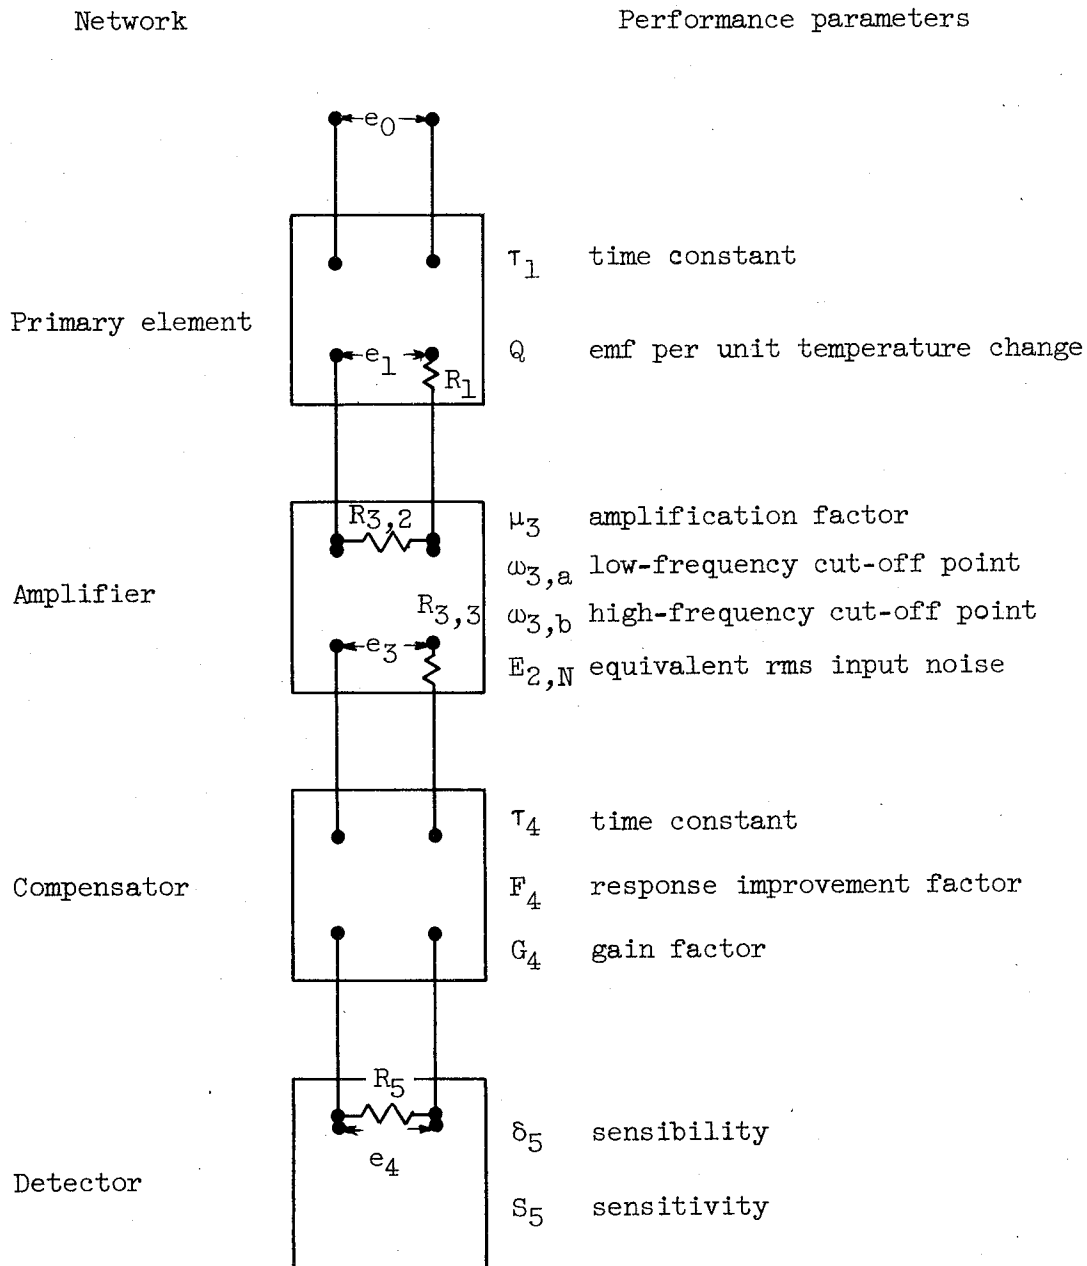 Network Performance parameters
e0
Primary element
τ1 time constant
Q emf per unit temperature change
e1
R1
Amplifier
R3,2
R3,3
e3
μ3 amplification factor
ω3,a low-frequency cut-off point
ω3,b high-frequency cut-off point
E2,N equivalent rms input noise
Compensator
τ4 time constant
F4 response improvement factor
G4 gain factor
Detector
R5
e4
δ5 sensibility
S5 sensitivity